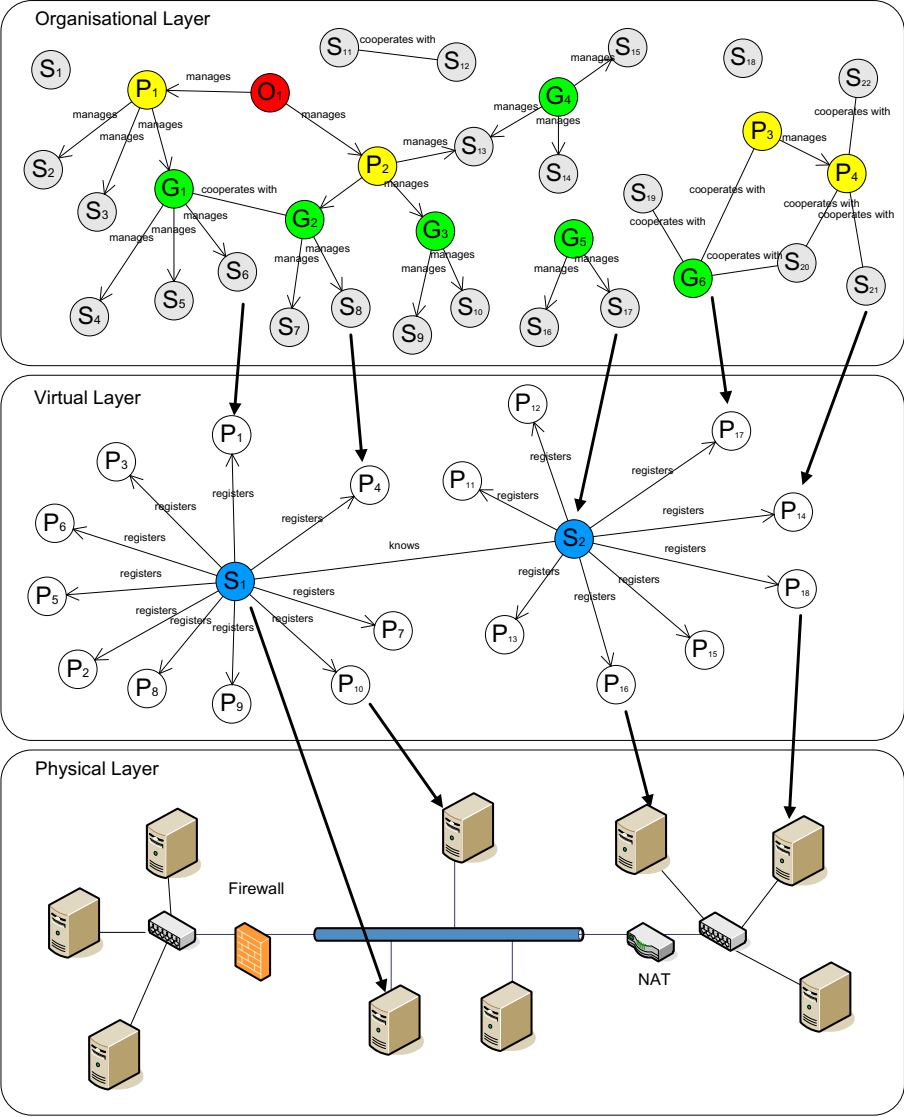 Organisational Layer
S1
S11
cooperates with
S12
S15
S18
manages
P1
manages
O1
manages
G4
S22
manages
manages
manages
manages
manages
manages
cooperates with
P3
manages
S2
P2
manages
S13
S14
P4
manages
G1
cooperates with
S19
cooperates with
cooperates with
cooperates with
S3
manages
G2
G3
G5
manages
manages
manages
manages
manages
manages
manages
manages
cooperates with
S20
S6
G6
S21
S4
S5
S7
S8
S9
S10
S16
S17
Virtual Layer
P12
P1
P17
P3
registers
P11
registers
P4
registers
registers
registers
P6
registers
registers
P14
registers
knows
S2
registers
registers
S1
registers
registers
P5
registers
P18
registers
registers
registers
registers
registers
P7
P13
P15
P2
P8
P9
P10
P16
Physical Layer
Firewall
NAT